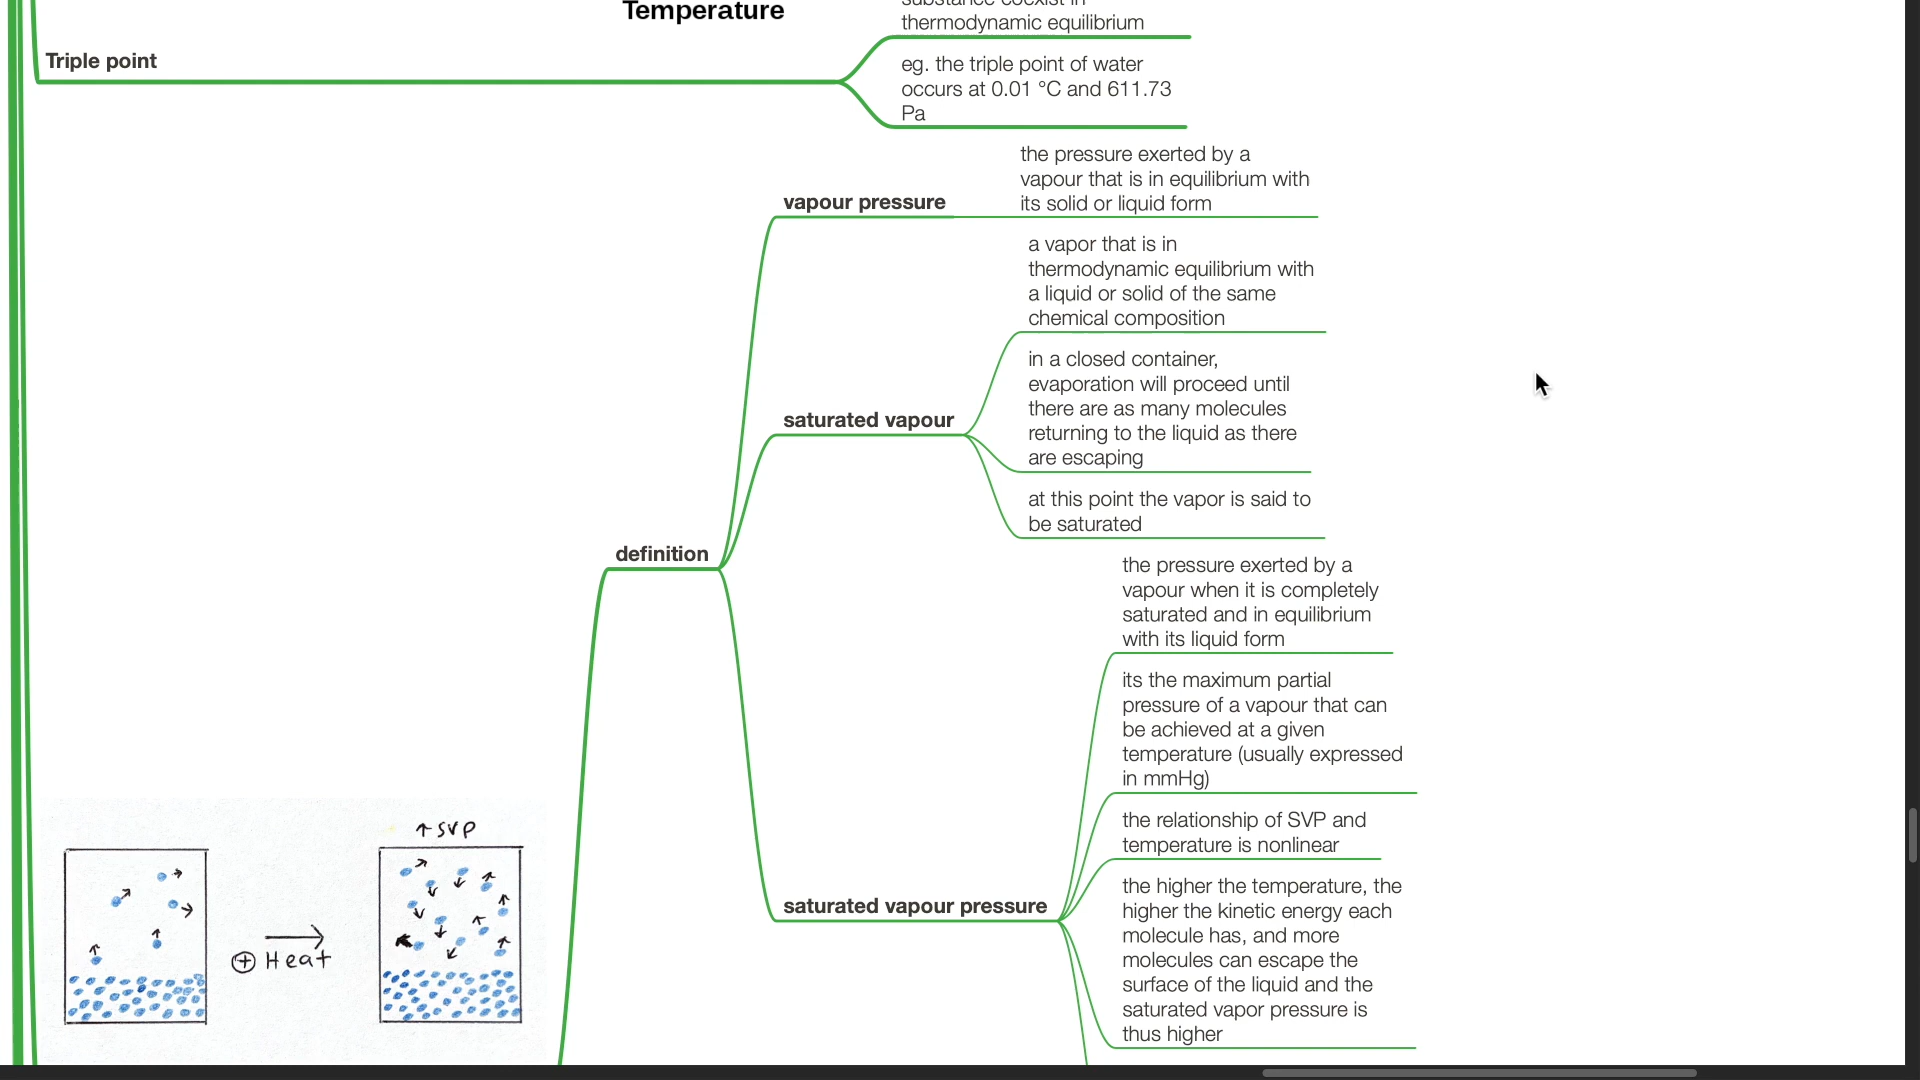 Temperature
substance coexist in
thermodynamic equilibrium
Triple point
eg. the triple point of water
occurs at 0.01 °C and 611.73
Pa
the pressure exerted by a
vapour that is in equilibrium with
its solid or liquid form
vapour pressure
a vapor that is in
thermodynamic equilibrium with
a liquid or solid of the same
chemical composition
in a closed container,
evaporation will proceed until
there are as many molecules
returning to the liquid as there
are escaping
saturated vapour
at this point the vapor is said to
be saturated
definition
the pressure exerted by a
vapour when it is completely
saturated and in equilibrium
with its liquid form
its the maximum partial
pressure of a vapour that can
be achieved at a given
temperature (usually expressed
in mmHg)
the relationship of SVP and
temperature is nonlinear
saturated vapour pressure
the higher the temperature, the
higher the kinetic energy each
molecule has, and more
molecules can escape the
surface of the liquid and the
saturated vapor pressure is
thus higher
↑ SVP
⊕ Heat